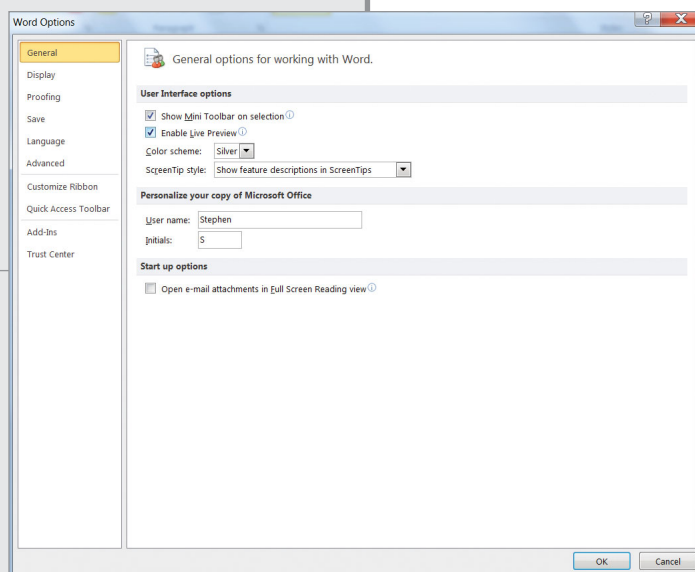 Word Options
General
Display
Proofing
Save
Language
Advanced
Customize Ribbon
Quick Access Toolbar
Add-Ins
Trust Center
General options for working with Word.
User Interface options
Show Mini Toolbar on selection
Enable Live Preview
Color scheme: Silver
ScreenTip style: Show feature descriptions in ScreenTips
Personalize your copy of Microsoft Office
User name: Stephen
Initials: S
Start up options
Open e-mail attachments in Full Screen Reading view
OK Cancel